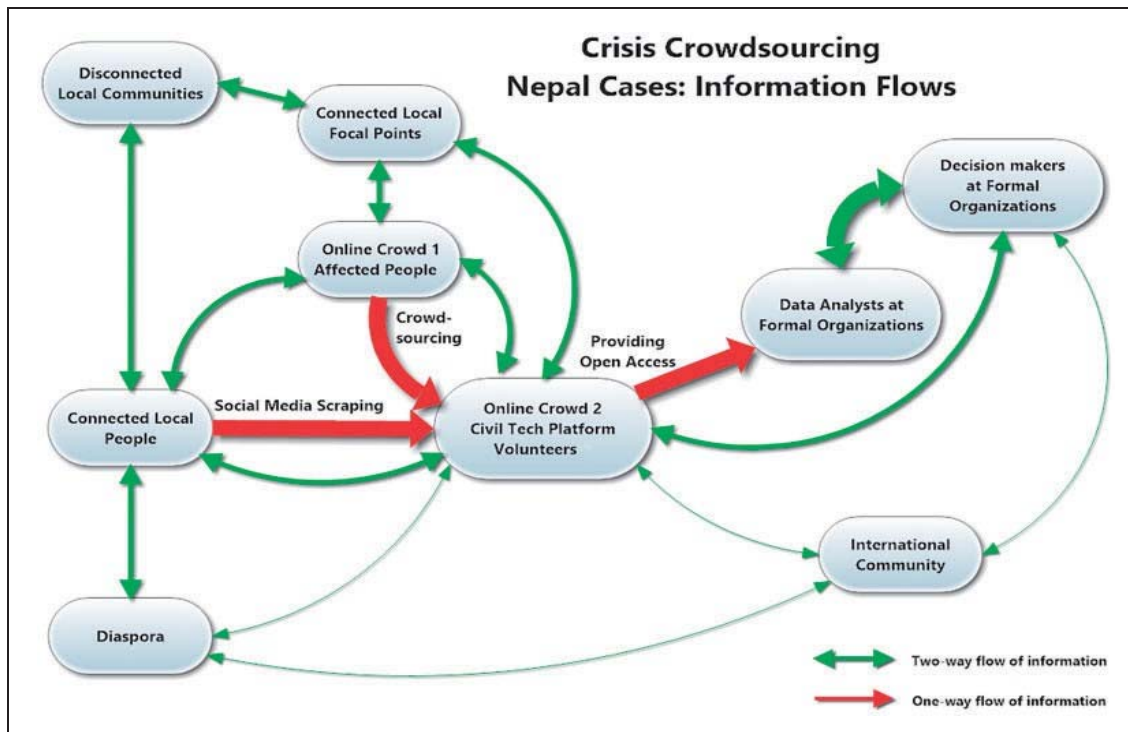 Crisis Crowdsourcing
Nepal Cases: Information Flows
Disconnected
Local Communities
Connected Local
Focal Points
Decision makers
at Formal
Organizations
Online Crowd 1
Affected People
Data Analysts at
Formal Organizations
Crowd-
sourcing
Providing
Open Access
Social Media Scraping
Connected Local
People
Online Crowd 2
Civil Tech Platform
Volunteers
International
Community
Diaspora
Two-way flow of information
One-way flow of information